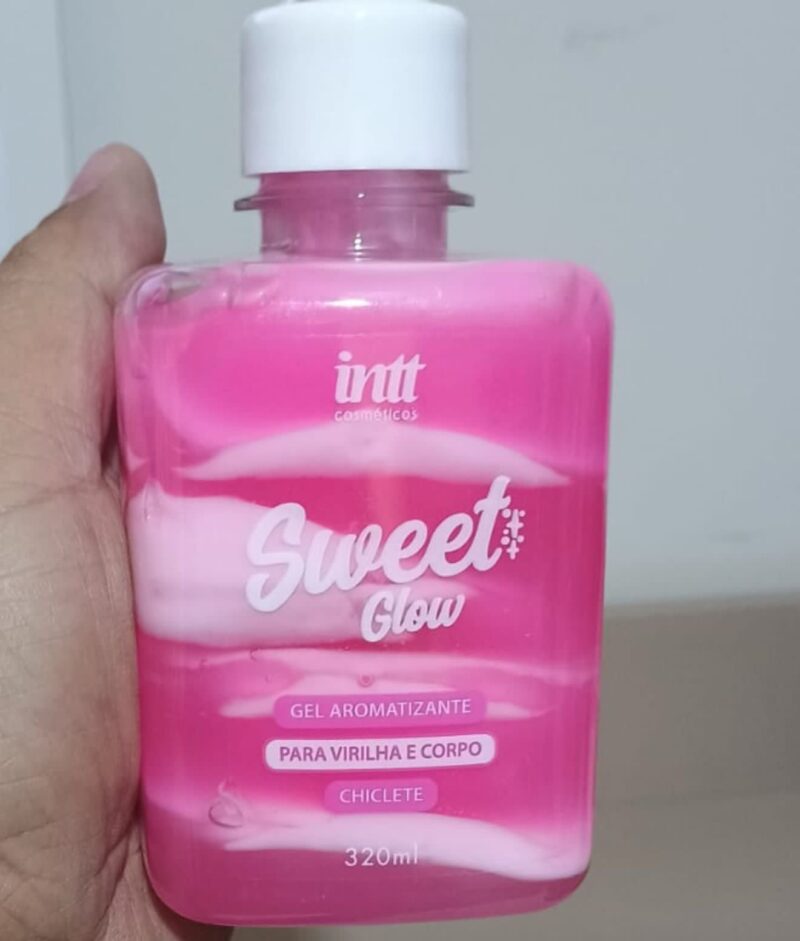 intt
cosméticos
Sweet
Glow
GEL AROMATIZANTE
PARA VIRILHA E CORPO
CHICLETE
320ml